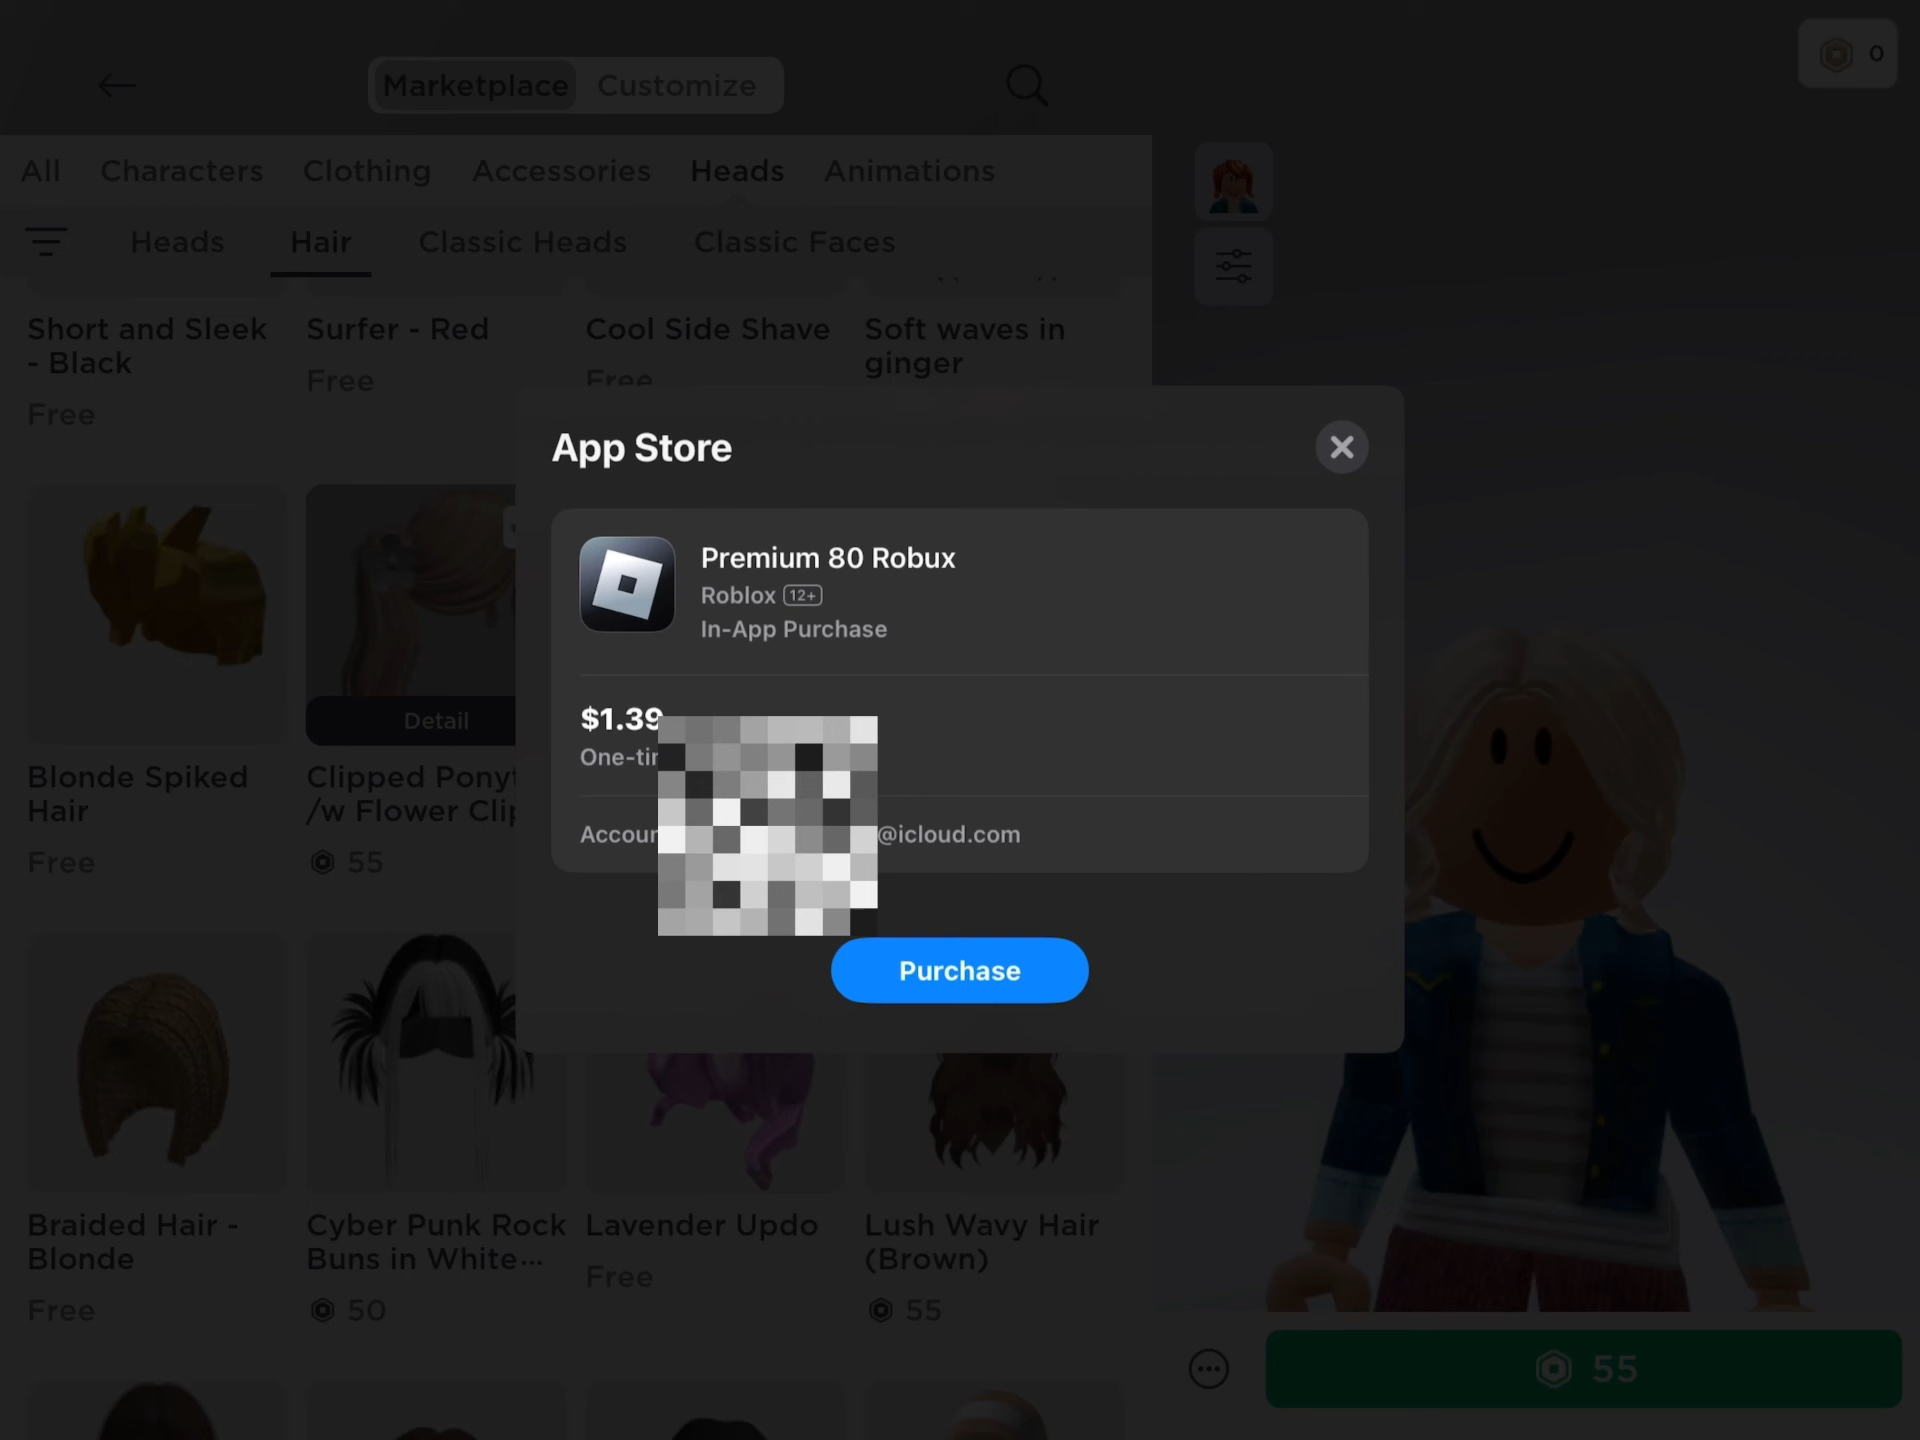 0
Marketplace Customize
All Characters Clothing Accessories Heads Animations
Heads Hair Classic Heads Classic Faces
Short and Sleek
- Black
Free
Surfer - Red
Free
Cool Side Shave
Free
Soft waves in
ginger
App Store
Premium 80 Robux
Roblox 12+
In-App Purchase
$1.39
@icloud.com
Purchase
Detail
Blonde Spiked
Hair
Free
Clipped
/w Flower
55
Braided Hair -
Blonde
Free
Cyber Punk Rock
Buns in White...
50
Lavender Updo
Free
Lush Wavy Hair
(Brown)
55
55